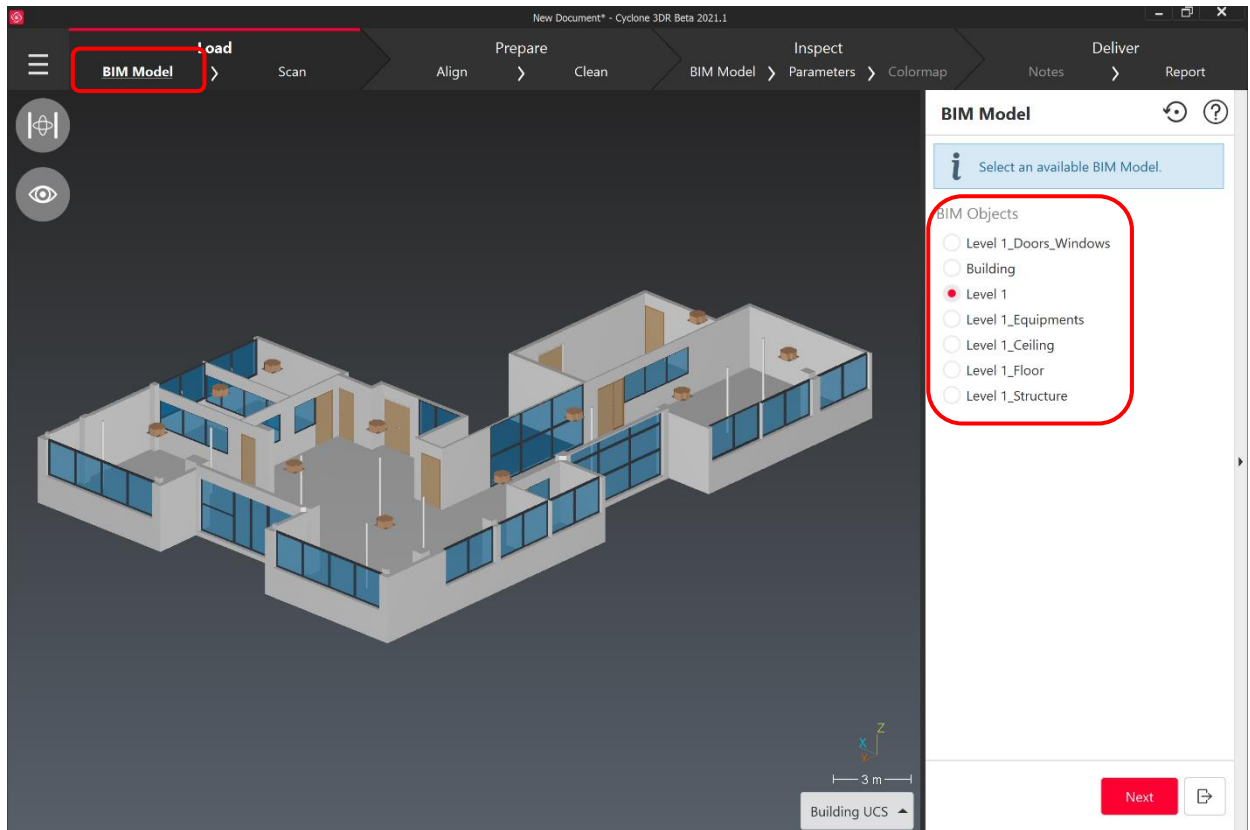 New Document* - Cyclone 3DR Beta 2021.1
Load
Prepare
Inspect
Deliver
BIM Model
Scan
Align
Clean
BIM Model
Parameters
Colormap
Notes
Report
BIM Model
?
i Select an available BIM Model.
BIM Objects
Level 1_Doors_Windows
Building
Level 1
Level 1_Equipments
Level 1_Ceiling
Level 1_Floor
Level 1_Structure
Z
X
Y
3 m
Building UCS
Next